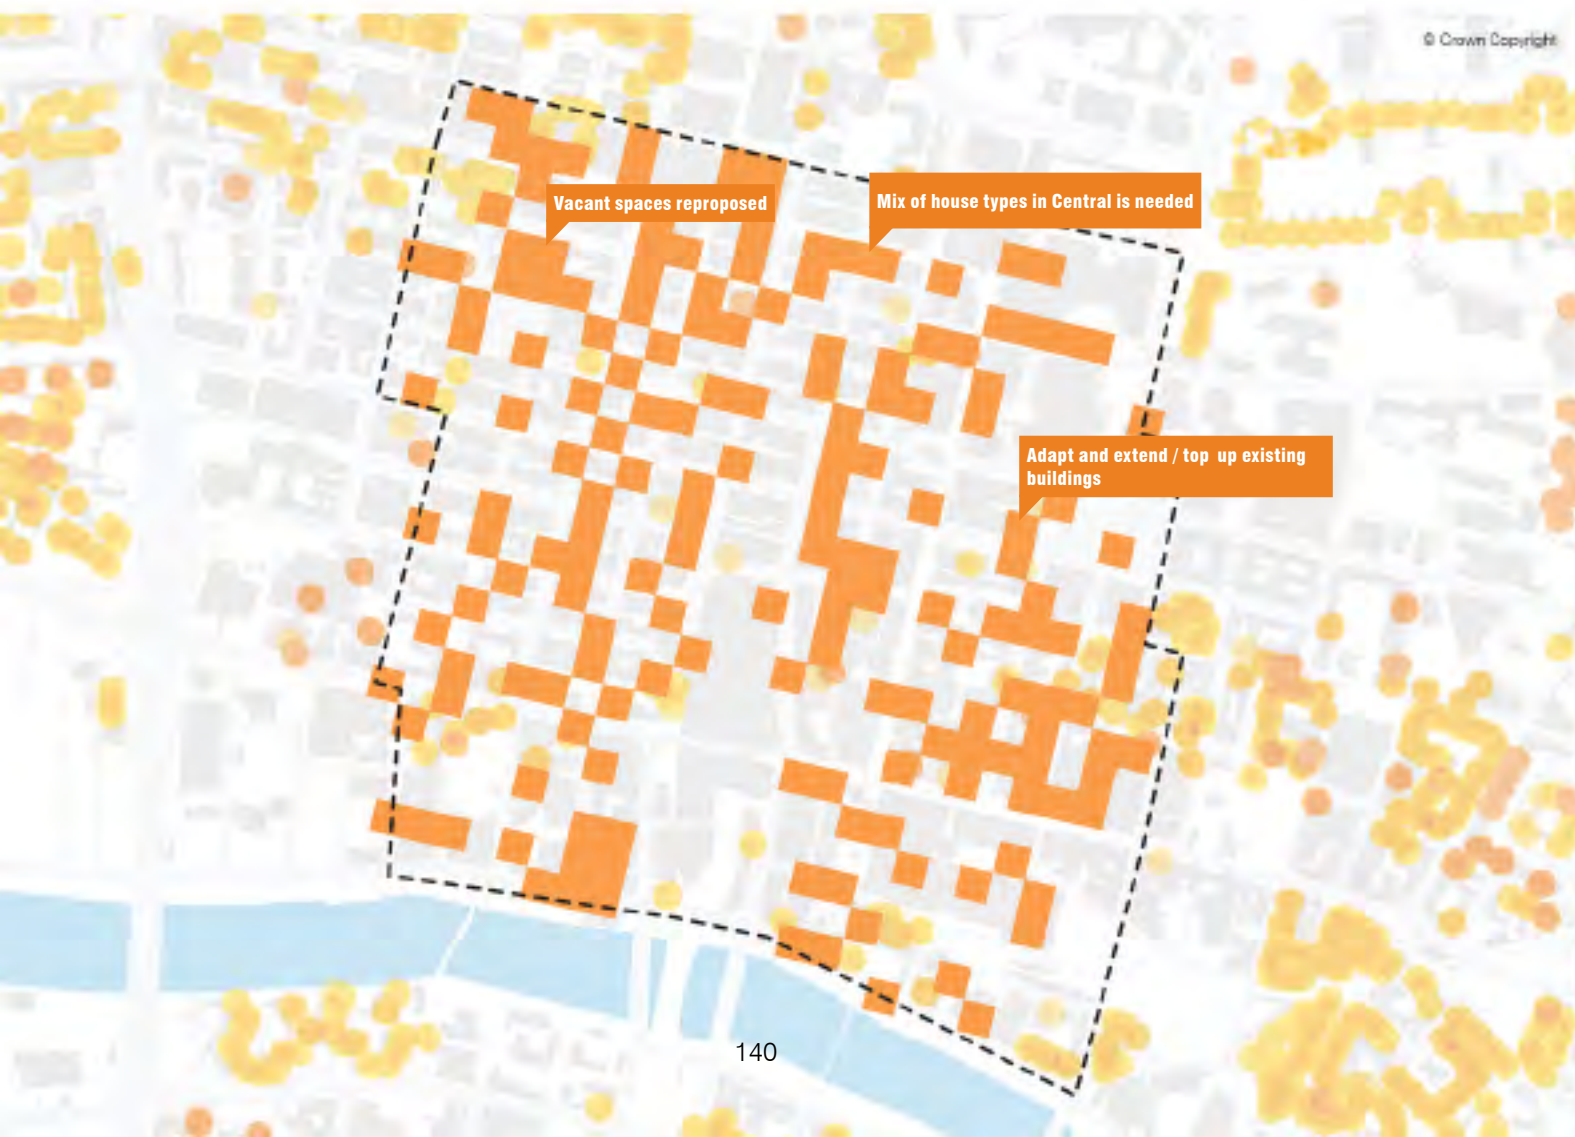 © Crown Copyright
Vacant spaces reproposed
Mix of house types in Central is needed
Adapt and extend / top up existing
buildings
140